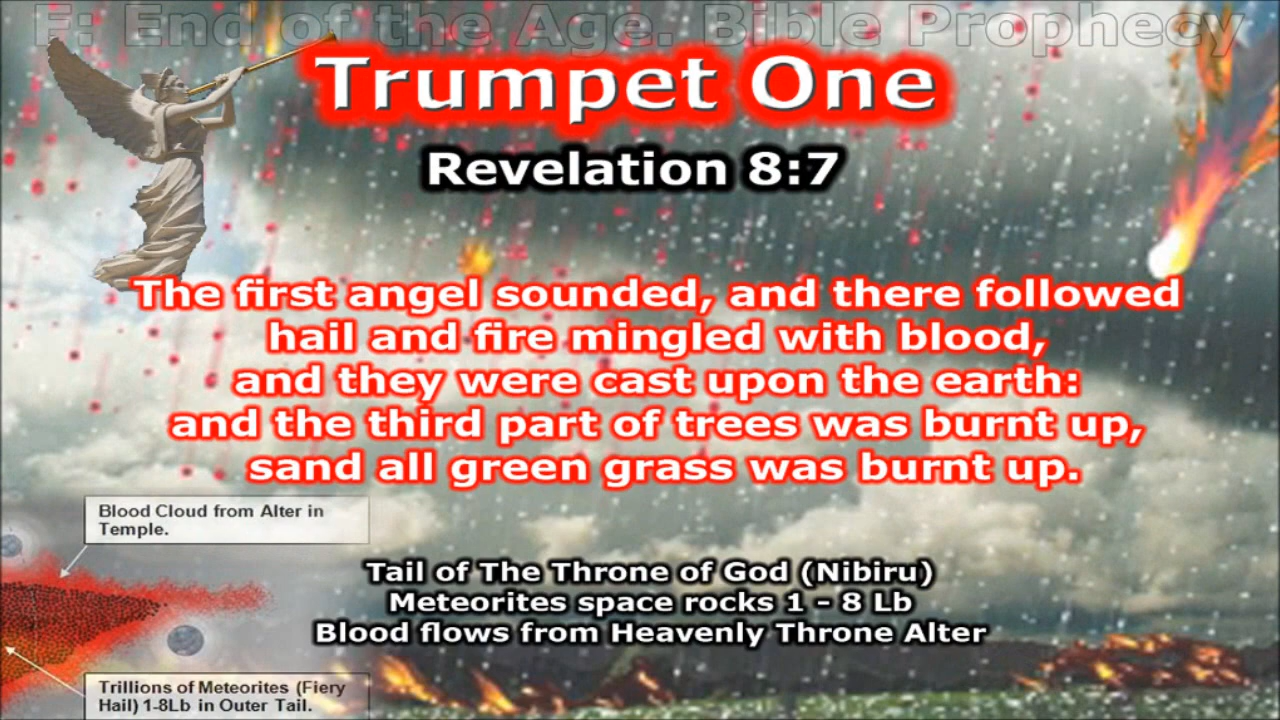 F: End of the Age. Bible Prophecy
Trumpet One
Revelation 8:7
The first angel sounded, and there followed
hail and fire mingled with blood,
and they were cast upon the earth:
and the third part of trees was burnt up,
sand all green grass was burnt up.
Blood Cloud from Alter in
Temple.
Tail of The Throne of God (Nibiru)
Meteorites space rocks 1 - 8 Lb
Blood flows from Heavenly Throne Alter
Trillions of Meteorites (Fiery
Hail) 1-8Lb in Outer Tail.